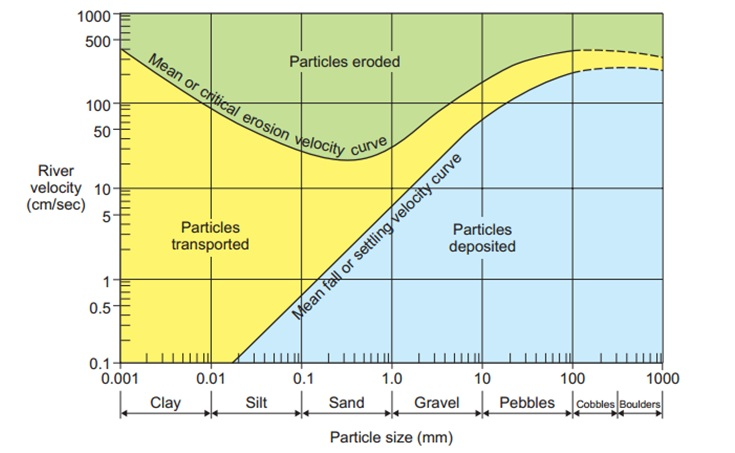 1000
500
100
50
10
5
1
0.5
0.1
River
velocity
(cm/sec)
Particles eroded
Mean or critical erosion velocity curve
Particles
transported
Mean fall or settling velocity curve
Particles
deposited
0.001 0.01 0.1 1.0 10 100 1000
Clay Silt Sand Gravel Pebbles Cobbles Boulders
Particle size (mm)